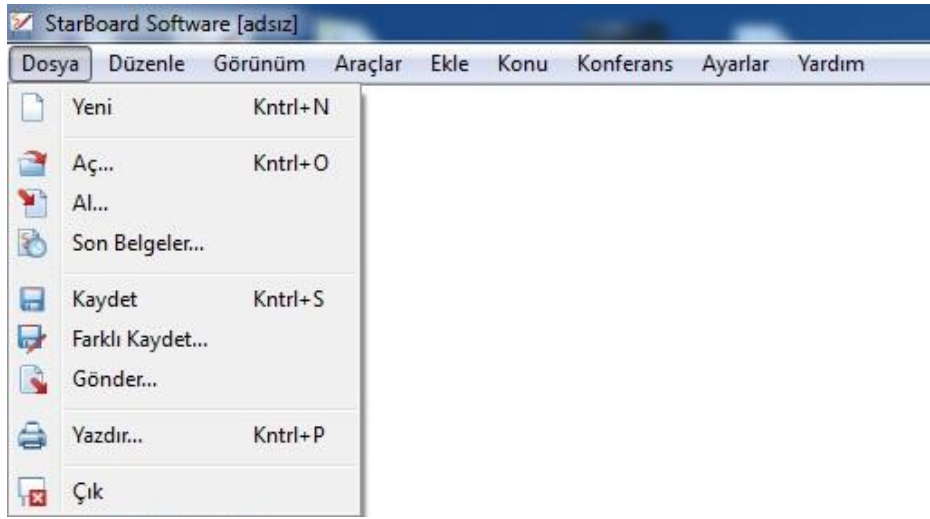 StarBoard Software [adsız]
Dosya Düzenle Görünüm Araçlar Ekle Konu Konferans Ayarlar Yardım
Yeni Kntrl+N
Aç... Kntrl+O
Al...
Son Belgeler...
Kaydet Kntrl+S
Farklı Kaydet...
Gönder...
Yazdır... Kntrl+P
Çık